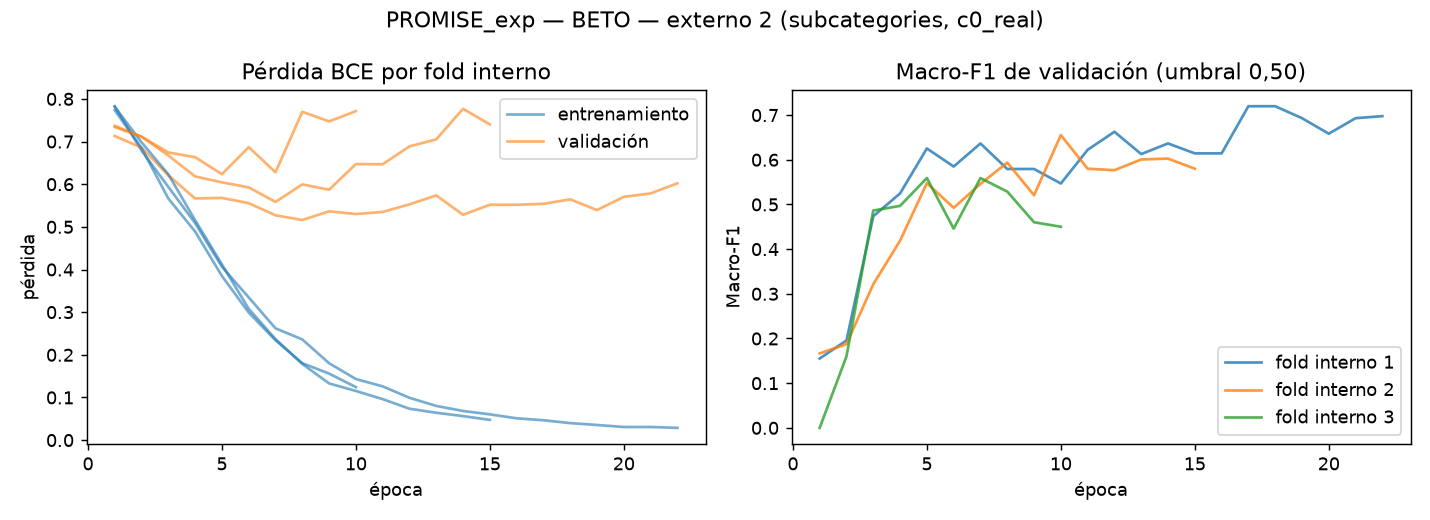 PROMISE_exp — BETO — externo 2 (subcategories, c0_real)
Pérdida BCE por fold interno
pérdida
0.8
0.7
0.6
0.5
0.4
0.3
0.2
0.1
0.0
0 5 10 15 20
época
entrenamiento
validación
Macro-F1 de validación (umbral 0,50)
Macro-F1
0.7
0.6
0.5
0.4
0.3
0.2
0.1
0.0
0 5 10 15 20
época
fold interno 1
fold interno 2
fold interno 3